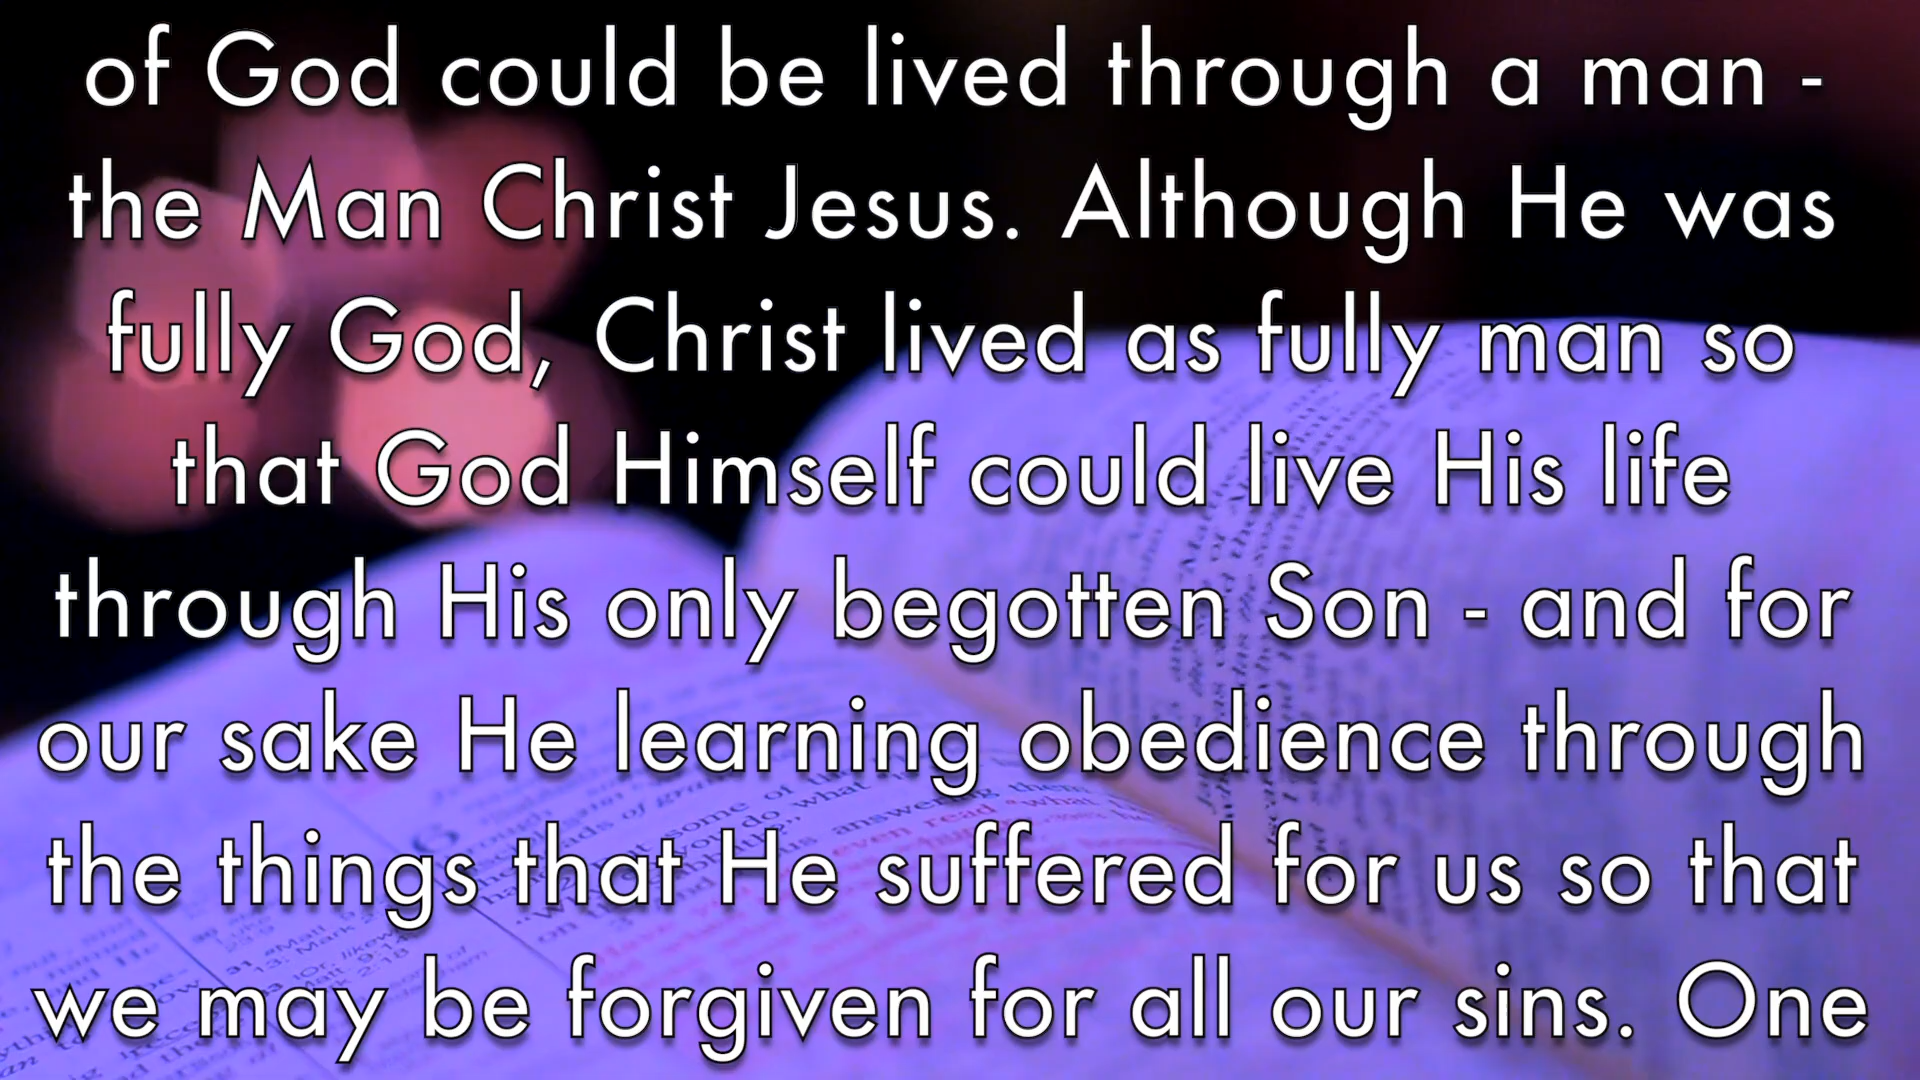 of God could be lived through a man -
the Man Christ Jesus. Although He was
fully God, Christ lived as fully man so
that God Himself could live His life
through His only begotten Son - and for
our sake He learning obedience through
the things that He suffered for us so that
we may be forgiven for all our sins. One